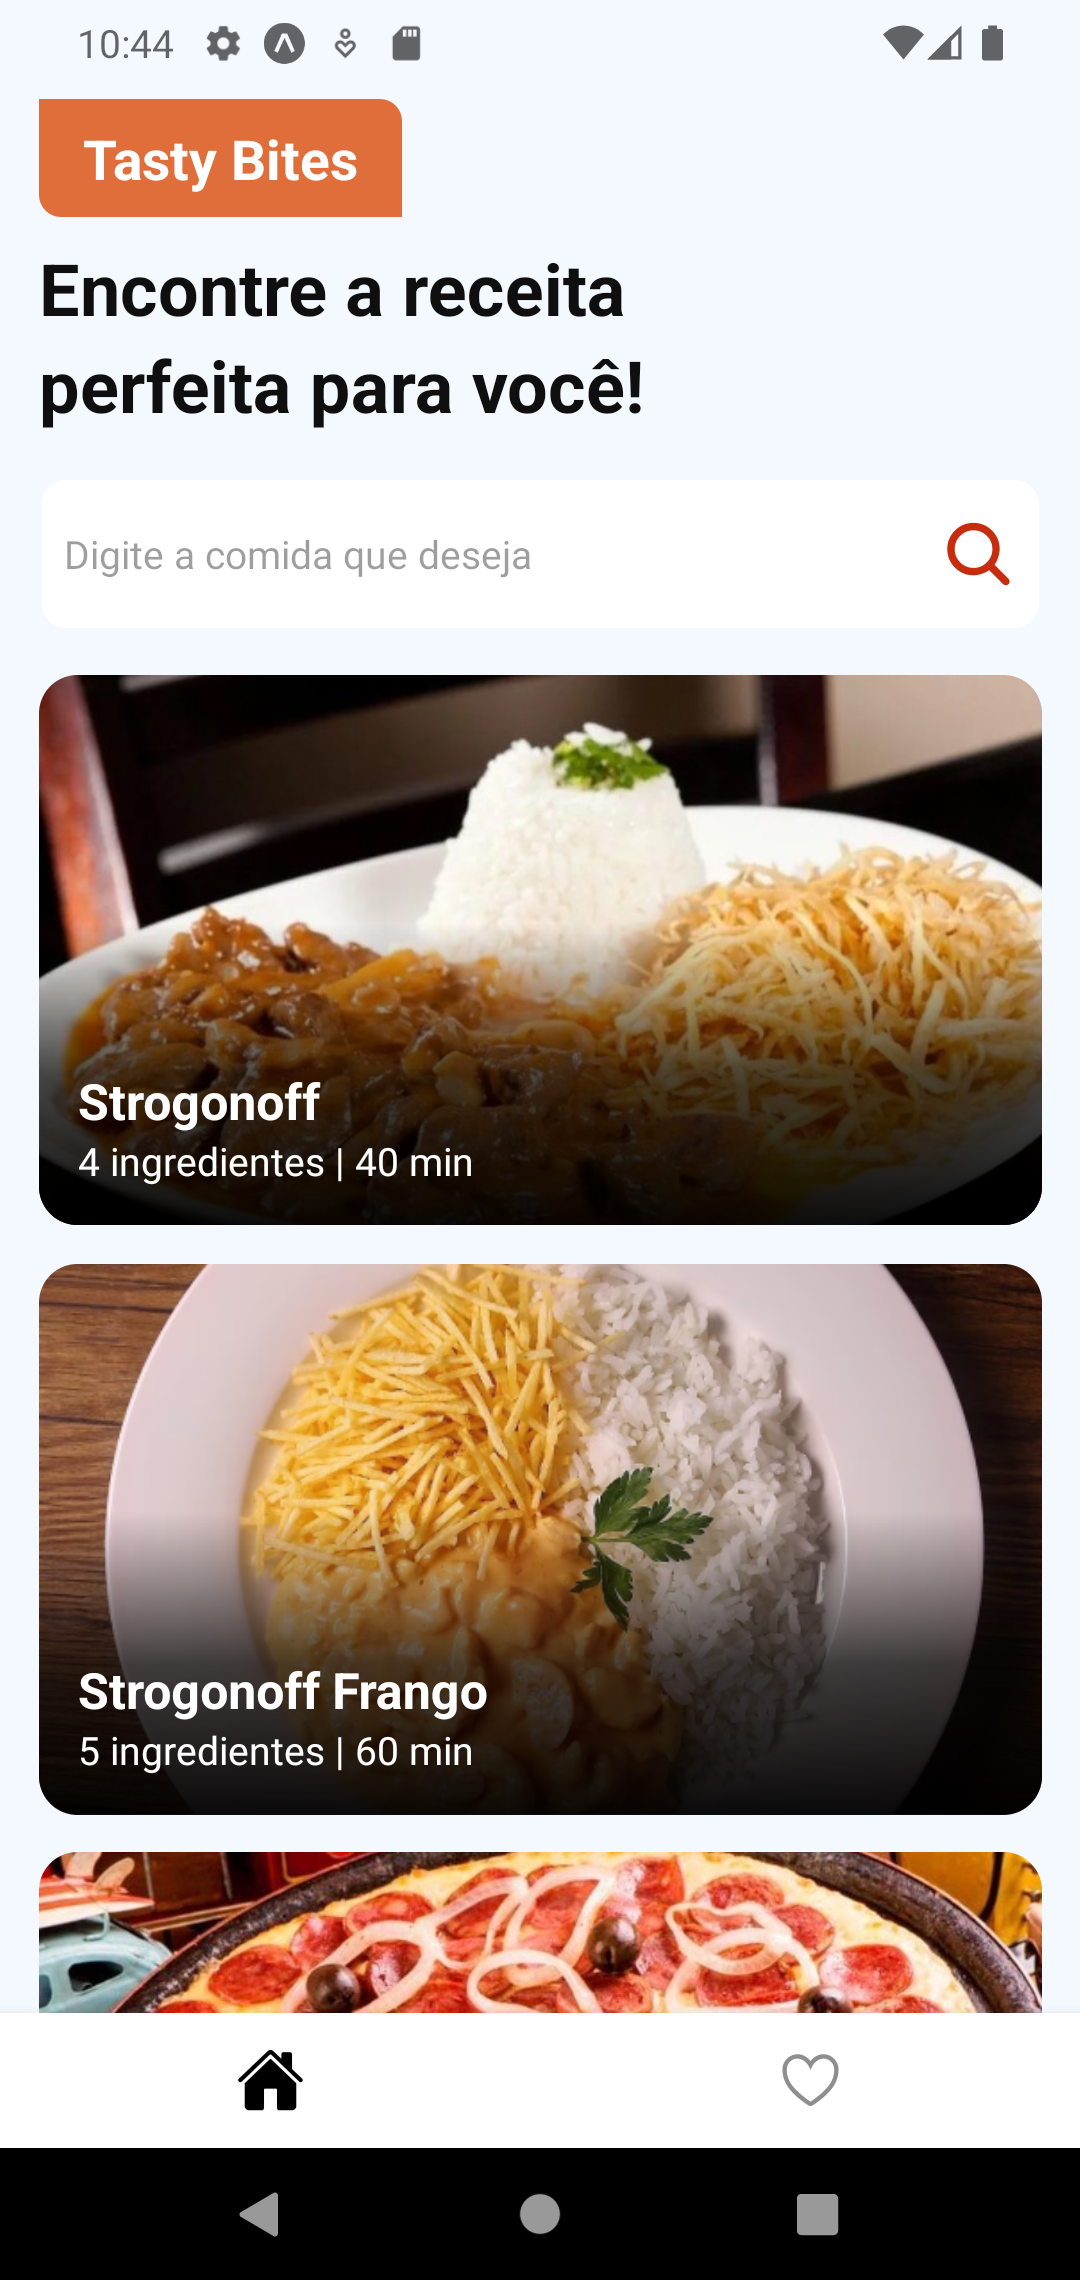 10:44
Tasty Bites
Encontre a receita
perfeita para você!
Digite a comida que deseja
Strogonoff
4 ingredientes | 40 min
Strogonoff Frango
5 ingredientes | 60 min